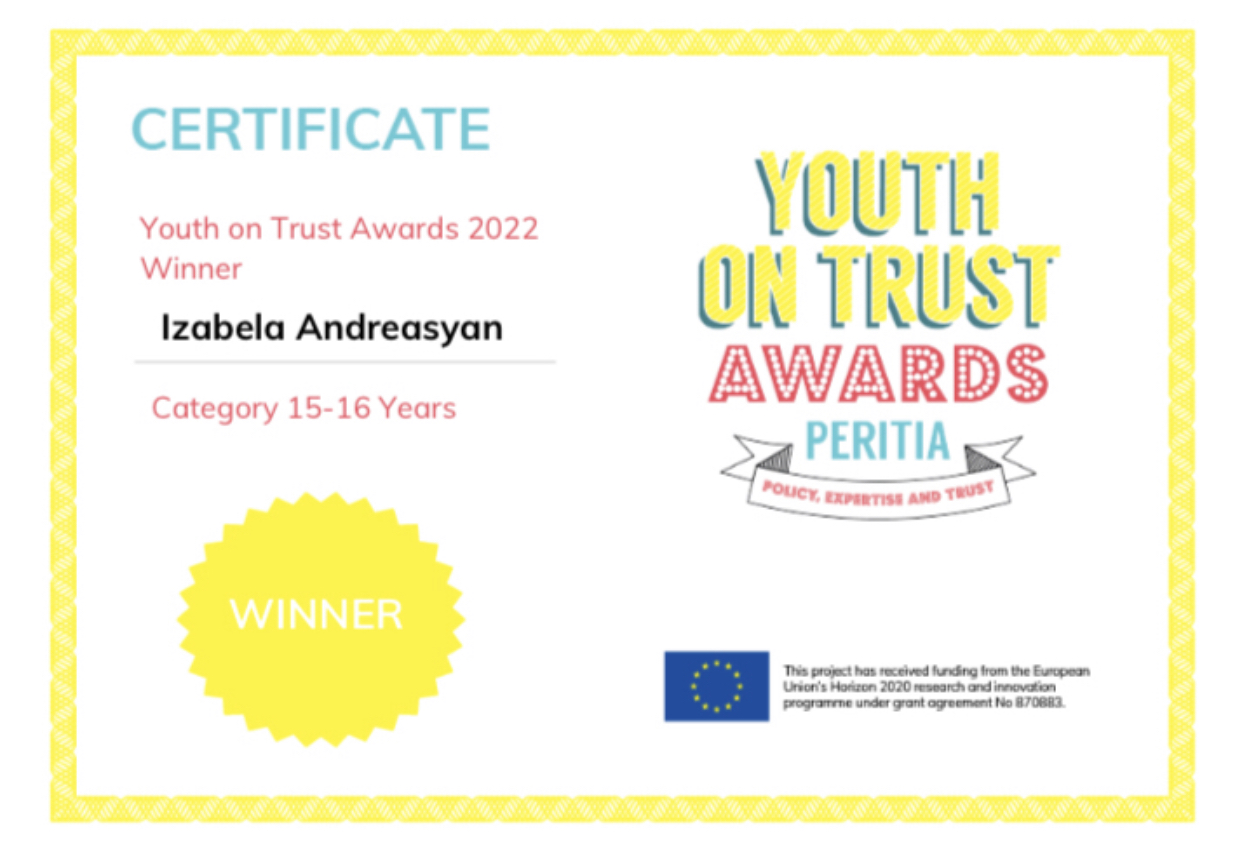 CERTIFICATE
Youth on Trust Awards 2022
Winner
Izabela Andreasyan
Category 15-16 Years
WINNER
YOUTH
ON TRUST
AWARDS
PERITIA
POLICY, EXPERTISE AND TRUST
This project has received funding from the European
Union's Horizon 2020 research and innovation
programme under grant agreement No 870883.